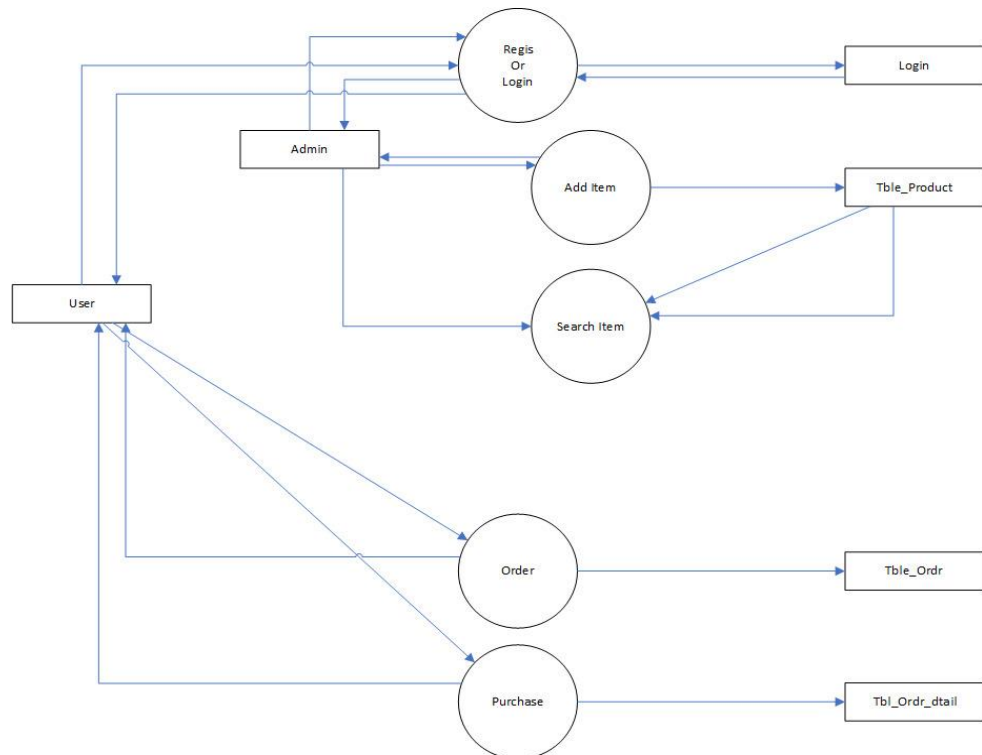 Regis
Or
Login
Login
Admin
Add Item
Tble_Product
User
Search Item
Order
Tble_Ordr
Purchase
Tbl_Ordr_dtail